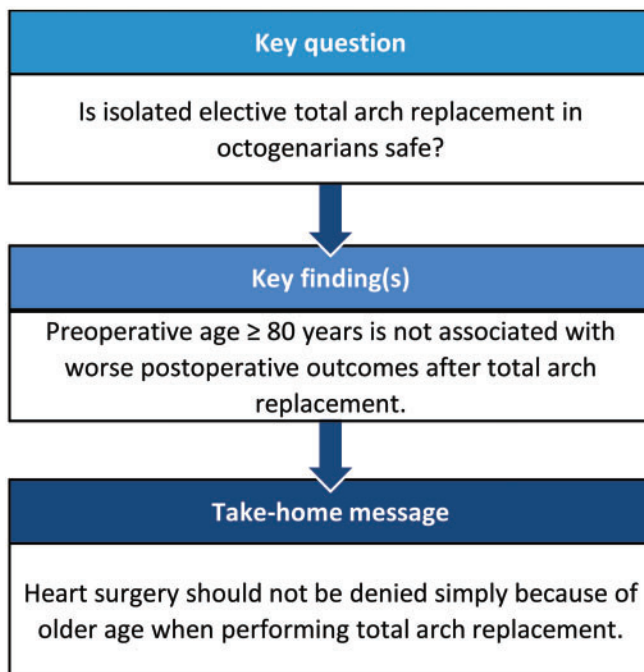 Key question
Is isolated elective total arch replacement in
octogenarians safe?
Key finding(s)
Preoperative age ≥ 80 years is not associated with
worse postoperative outcomes after total arch
replacement.
Take-home message
Heart surgery should not be denied simply because of
older age when performing total arch replacement.